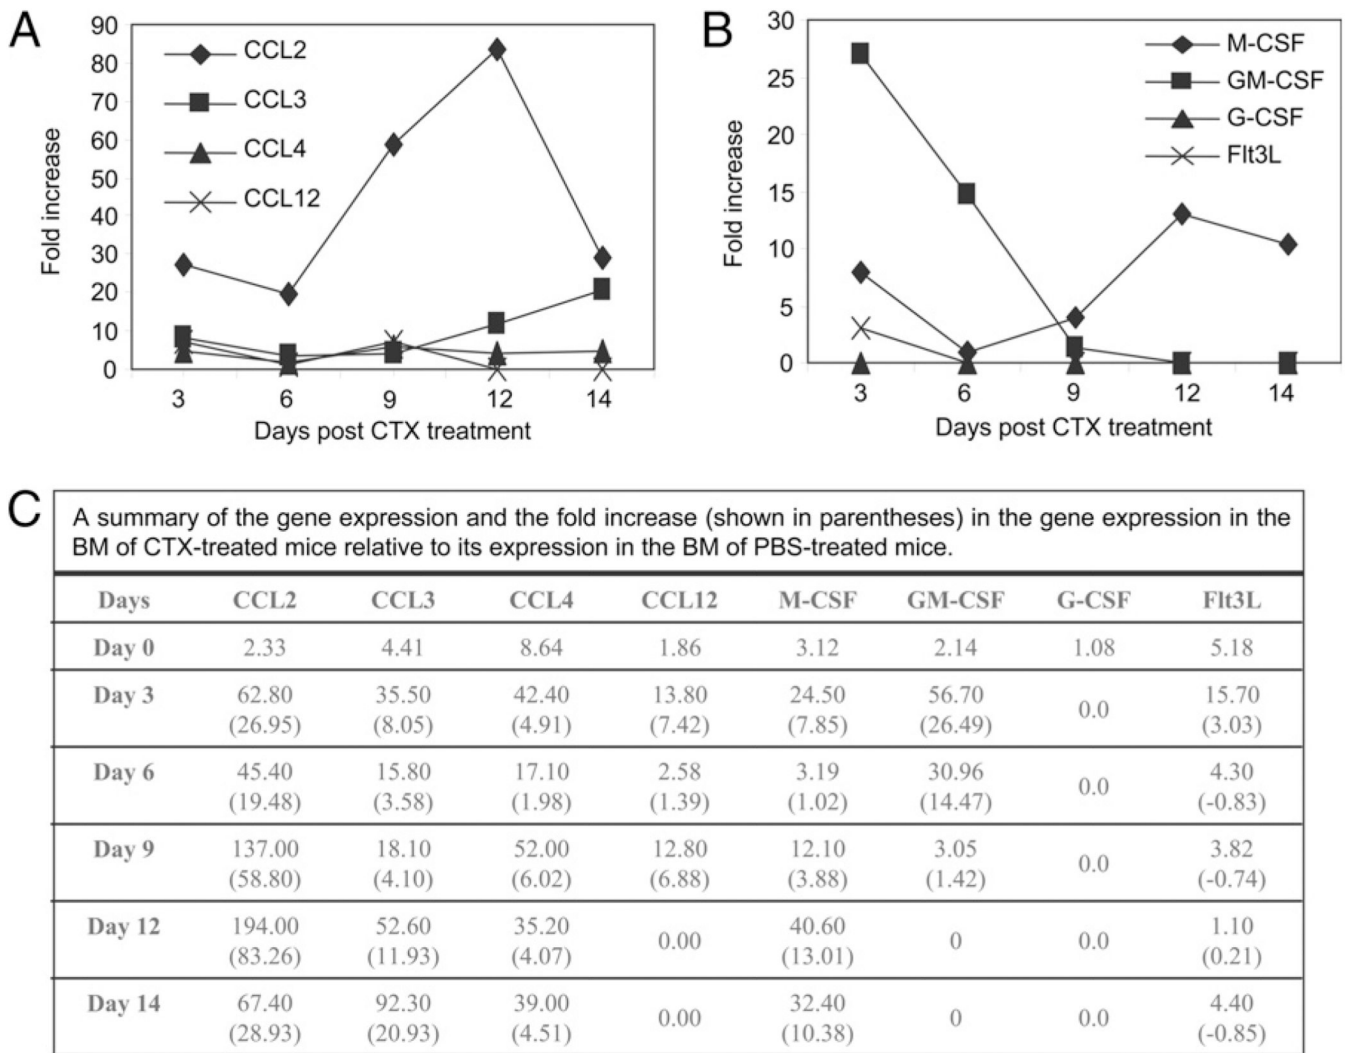 A
90
80
70
60
50
40
30
20
10
0
Fold increase
CCL2
CCL3
CCL4
CCL12
3 6 9 12 14
Days post CTX treatment
B
30
25
20
15
10
5
0
Fold increase
M-CSF
GM-CSF
G-CSF
Flt3L
3 6 9 12 14
Days post CTX treatment
C
A summary of the gene expression and the fold increase (shown in parentheses) in the gene expression in the
BM of CTX-treated mice relative to its expression in the BM of PBS-treated mice.
Days CCL2 CCL3 CCL4 CCL12 M-CSF GM-CSF G-CSF Flt3L
Day 0 2.33 4.41 8.64 1.86 3.12 2.14 1.08 5.18
Day 3 62.80 35.50 42.40 13.80 24.50 56.70 0.0 15.70
(26.95) (8.05) (4.91) (7.42) (7.85) (26.49) (3.03)
Day 6 45.40 15.80 17.10 2.58 3.19 30.96 0.0 4.30
(19.48) (3.58) (1.98) (1.39) (1.02) (14.47) (-0.83)
Day 9 137.00 18.10 52.00 12.80 12.10 3.05 0.0 3.82
(58.80) (4.10) (6.02) (6.88) (3.88) (1.42) (-0.74)
Day 12 194.00 52.60 35.20 0.00 40.60 0 0.0 1.10
(83.26) (11.93) (4.07) (13.01) (0.21)
Day 14 67.40 92.30 39.00 0.00 32.40 0 0.0 4.40
(28.93) (20.93) (4.51) (10.38) (-0.85)